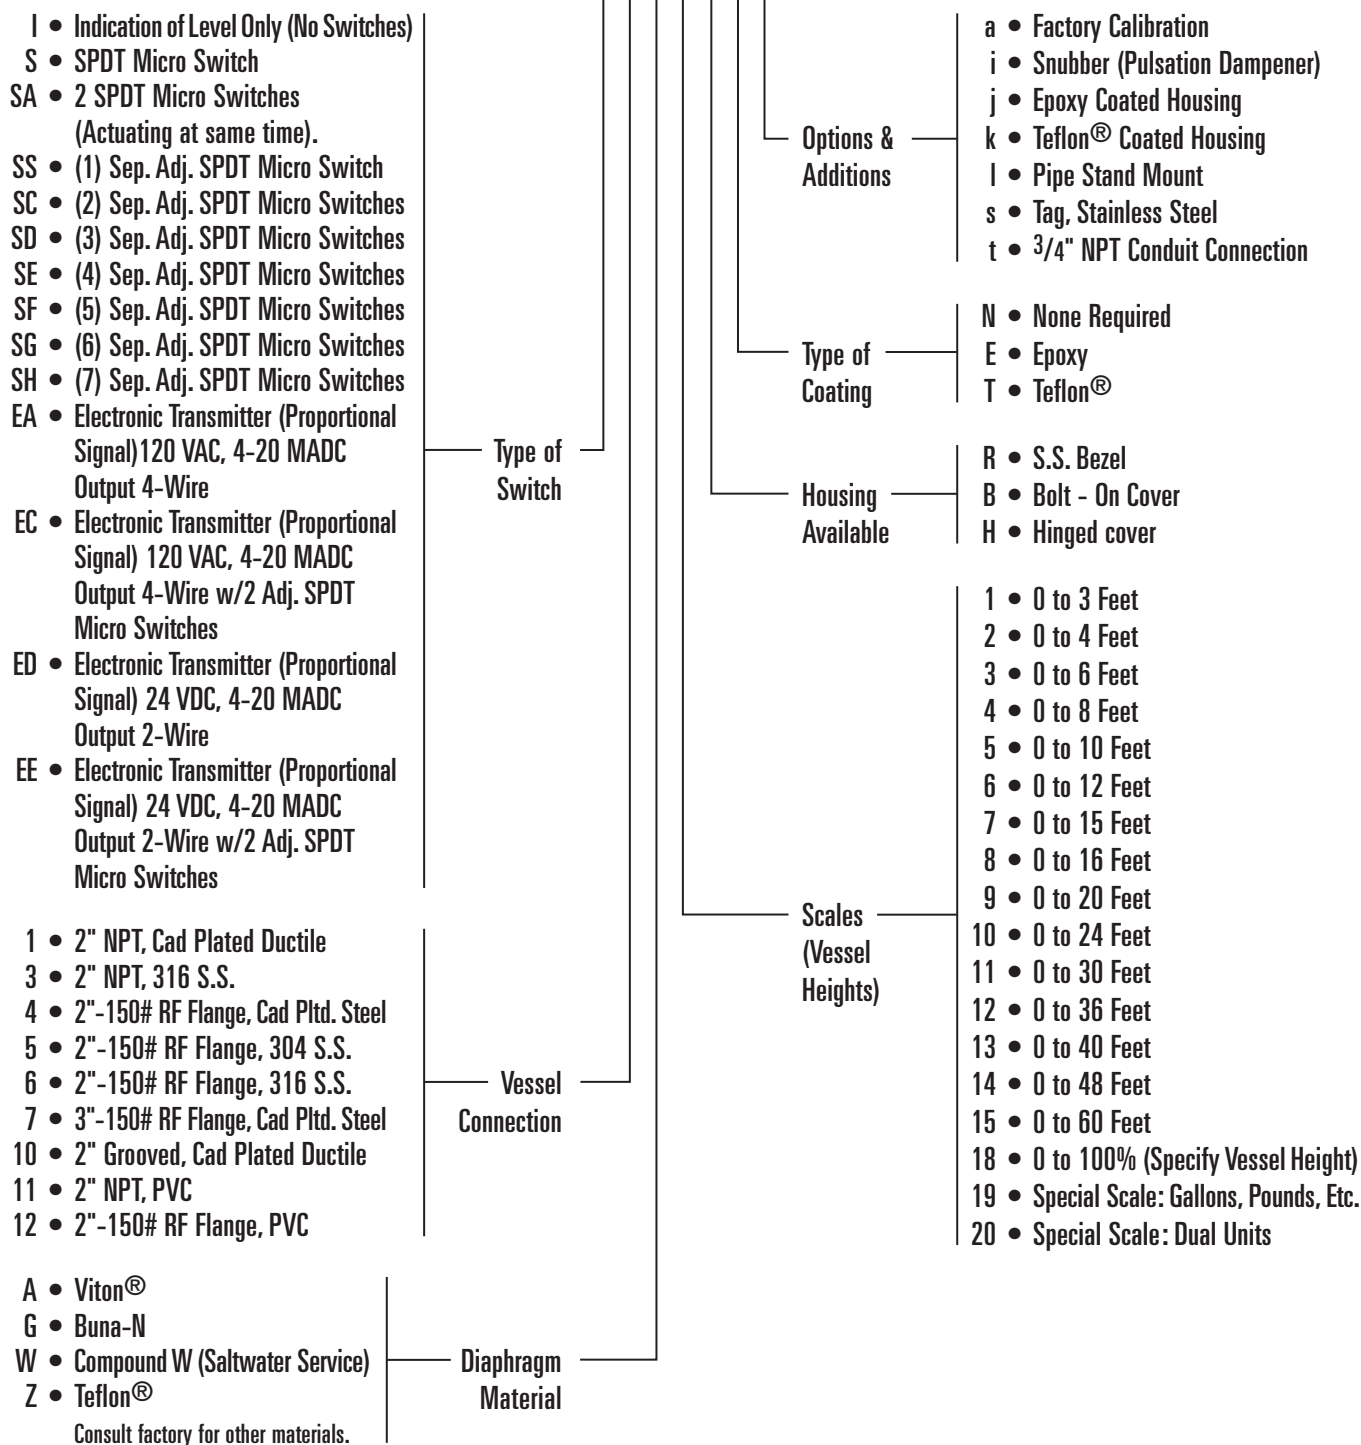 I • Indication of Level Only (No Switches)
S • SPDT Micro Switch
SA • 2 SPDT Micro Switches
(Actuating at same time).
SS • (1) Sep. Adj. SPDT Micro Switch
SC • (2) Sep. Adj. SPDT Micro Switches
SD • (3) Sep. Adj. SPDT Micro Switches
SE • (4) Sep. Adj. SPDT Micro Switches
SF • (5) Sep. Adj. SPDT Micro Switches
SG • (6) Sep. Adj. SPDT Micro Switches
SH • (7) Sep. Adj. SPDT Micro Switches
EA • Electronic Transmitter (Proportional
Signal)120 VAC, 4-20 MADC
Output 4-Wire
EC • Electronic Transmitter (Proportional
Signal) 120 VAC, 4-20 MADC
Output 4-Wire w/2 Adj. SPDT
Micro Switches
ED • Electronic Transmitter (Proportional
Signal) 24 VDC, 4-20 MADC
Output 2-Wire
EE • Electronic Transmitter (Proportional
Signal) 24 VDC, 4-20 MADC
Output 2-Wire w/2 Adj. SPDT
Micro Switches
Type of
Switch
1 • 2" NPT, Cad Plated Ductile
3 • 2" NPT, 316 S.S.
4 • 2"-150# RF Flange, Cad Pltd. Steel
5 • 2"-150# RF Flange, 304 S.S.
6 • 2"-150# RF Flange, 316 S.S.
7 • 3"-150# RF Flange, Cad Pltd. Steel
10 • 2" Grooved, Cad Plated Ductile
11 • 2" NPT, PVC
12 • 2"-150# RF Flange, PVC
Vessel
Connection
A • Viton®
G • Buna-N
W • Compound W (Saltwater Service)
Z • Teflon®
Consult factory for other materials.
Diaphragm
Material
Options &
Additions
a • Factory Calibration
i • Snubber (Pulsation Dampener)
j • Epoxy Coated Housing
k • Teflon® Coated Housing
l • Pipe Stand Mount
s • Tag, Stainless Steel
t • 3/4" NPT Conduit Connection
Type of
Coating
N • None Required
E • Epoxy
T • Teflon®
Housing
Available
R • S.S. Bezel
B • Bolt - On Cover
H • Hinged cover
Scales
(Vessel
Heights)
1 • 0 to 3 Feet
2 • 0 to 4 Feet
3 • 0 to 6 Feet
4 • 0 to 8 Feet
5 • 0 to 10 Feet
6 • 0 to 12 Feet
7 • 0 to 15 Feet
8 • 0 to 16 Feet
9 • 0 to 20 Feet
10 • 0 to 24 Feet
11 • 0 to 30 Feet
12 • 0 to 36 Feet
13 • 0 to 40 Feet
14 • 0 to 48 Feet
15 • 0 to 60 Feet
18 • 0 to 100% (Specify Vessel Height)
19 • Special Scale: Gallons, Pounds, Etc.
20 • Special Scale: Dual Units